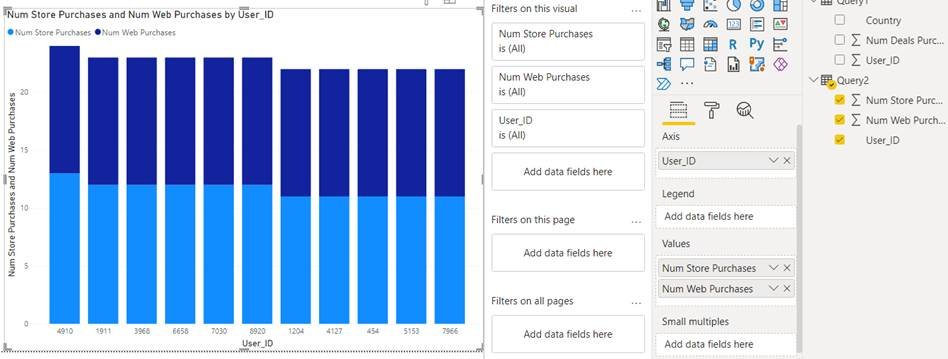 Num Store Purchases and Num Web Purchases by User_ID
Num Store Purchases Num Web Purchases
Num Store Purchases and Num Web Purchases
20
15
10
5
0
4910 1911 3968 6658 7030 8920 1204 4127 454 5153 7966
User_ID
Filters on this visual ...
Num Store Purchases
is (All)
Num Web Purchases
is (All)
User_ID
is (All)
Add data fields here
Filters on this page ...
Add data fields here
Filters on all pages ...
Add data fields here
R Py
...
Axis
User_ID
Legend
Add data fields here
Values
Num Store Purchases
Num Web Purchases
Small multiples
Add data fields here
Query1
Country
Σ Num Deals Purc...
Σ User_ID
Query2
Σ Num Store Purc...
Σ Num Web Purch...
User_ID